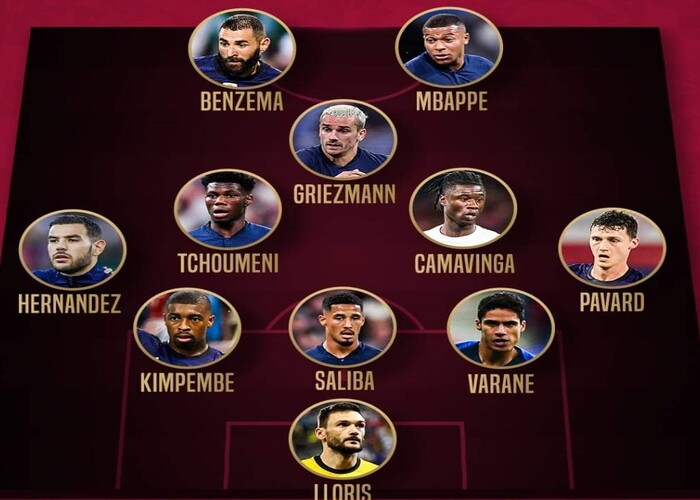 BENZEMA
MBAPPE
GRIEZMANN
TCHOUMENI
CAMAVINGA
HERNANDEZ
PAVARD
KIMPEMBE
SALIBA
VARANE
LLORIS